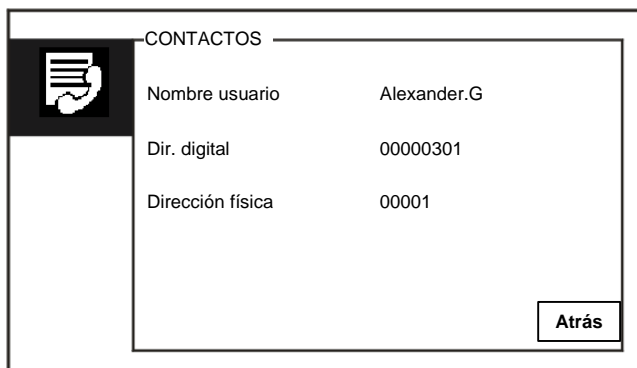 CONTACTOS
Nombre usuario Alexander.G
Dir. digital 00000301
Dirección física 00001
Atrás